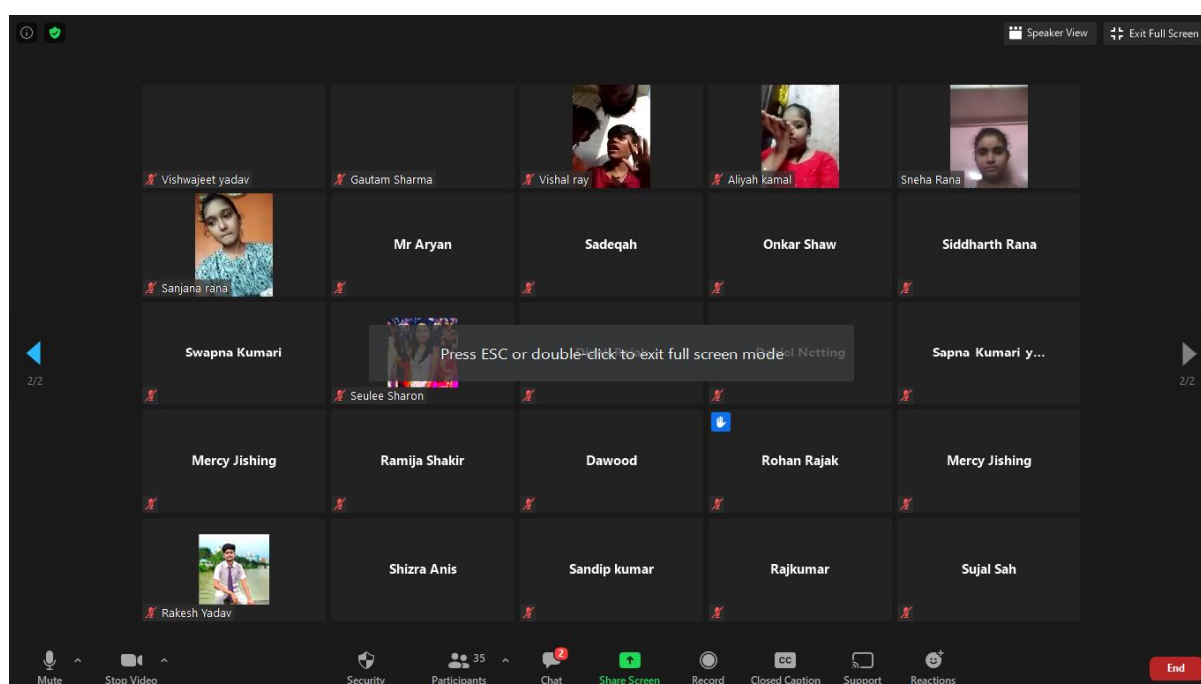 Speaker View
Exit Full Screen
Vishwajeet yadav
Gautam Sharma
Vishal ray
Aliyah kamal
Sneha Rana
Sanjana rana
Mr Aryan
Sadeqah
Onkar Shaw
Siddharth Rana
Swapna Kumari
Seulee Sharon
Press ESC or double-click to exit full screen mode
Sapna Kumari y...
2/2
2/2
Mercy Jishing
Ramija Shakir
Dawood
Rohan Rajak
Mercy Jishing
Rakesh Yadav
Shizra Anis
Sandip kumar
Rajkumar
Sujal Sah
Mute
Stop Video
Security
35
Participants
2
Chat
Share Screen
Record
CC
Closed Caption
Support
Reactions
End